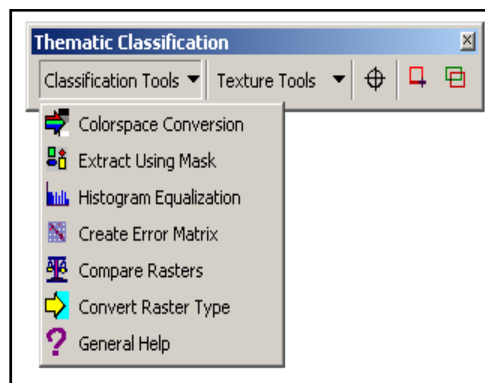 Thematic Classification
Classification Tools Texture Tools
Colorspace Conversion
Extract Using Mask
Histogram Equalization
Create Error Matrix
Compare Rasters
Convert Raster Type
General Help